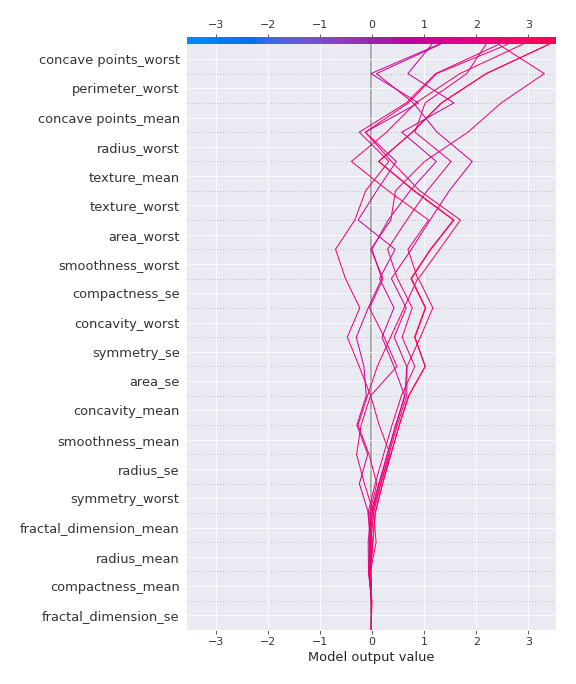 −3 −2 −1 0 1 2 3
concave points_worst
perimeter_worst
concave points_mean
radius_worst
texture_mean
texture_worst
area_worst
smoothness_worst
compactness_se
concavity_worst
symmetry_se
area_se
concavity_mean
smoothness_mean
radius_se
symmetry_worst
fractal_dimension_mean
radius_mean
compactness_mean
fractal_dimension_se
−3 −2 −1 0 1 2 3
Model output value